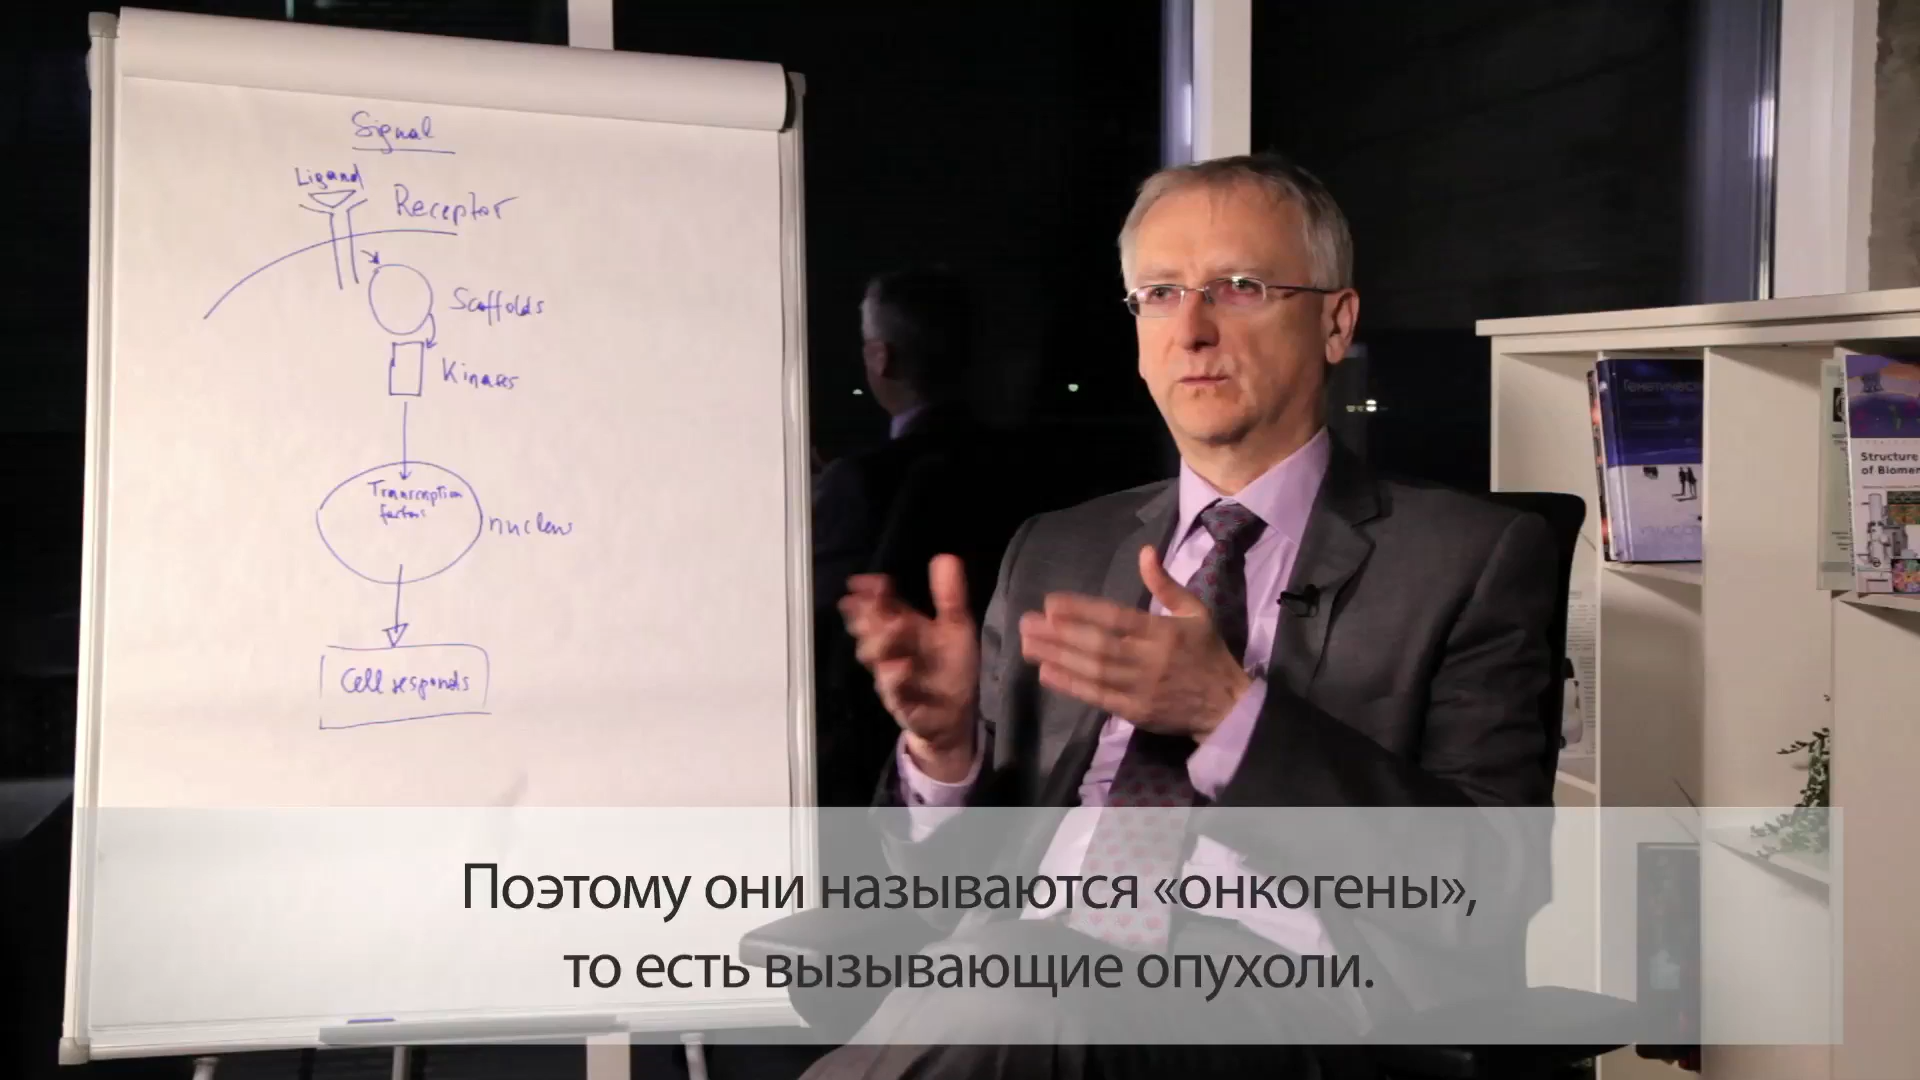 Signal
Ligand
Receptor
Scaffolds
Kinases
Transcription
factors
nucleus
Cell responds
Structure
of Biomer
Поэтому они называются «онкогены»,
то есть вызывающие опухоли.